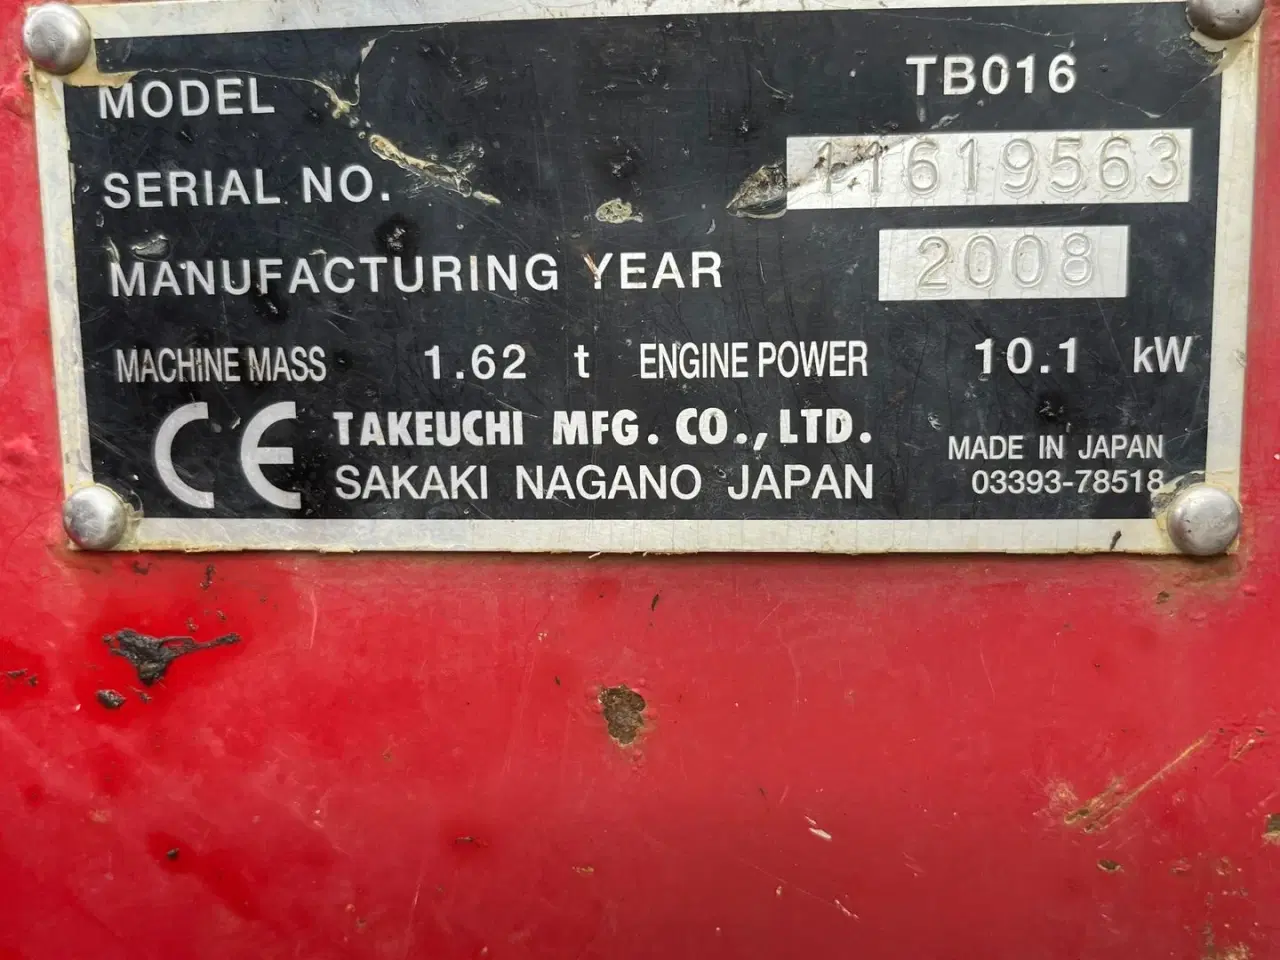 MODEL TB016
SERIAL NO. 11619563
MANUFACTURING YEAR 2008
MACHINE MASS 1.62 t ENGINE POWER 10.1 kW
CE TAKEUCHI MFG. CO., LTD.
SAKAKI NAGANO JAPAN
MADE IN JAPAN
03393-78518